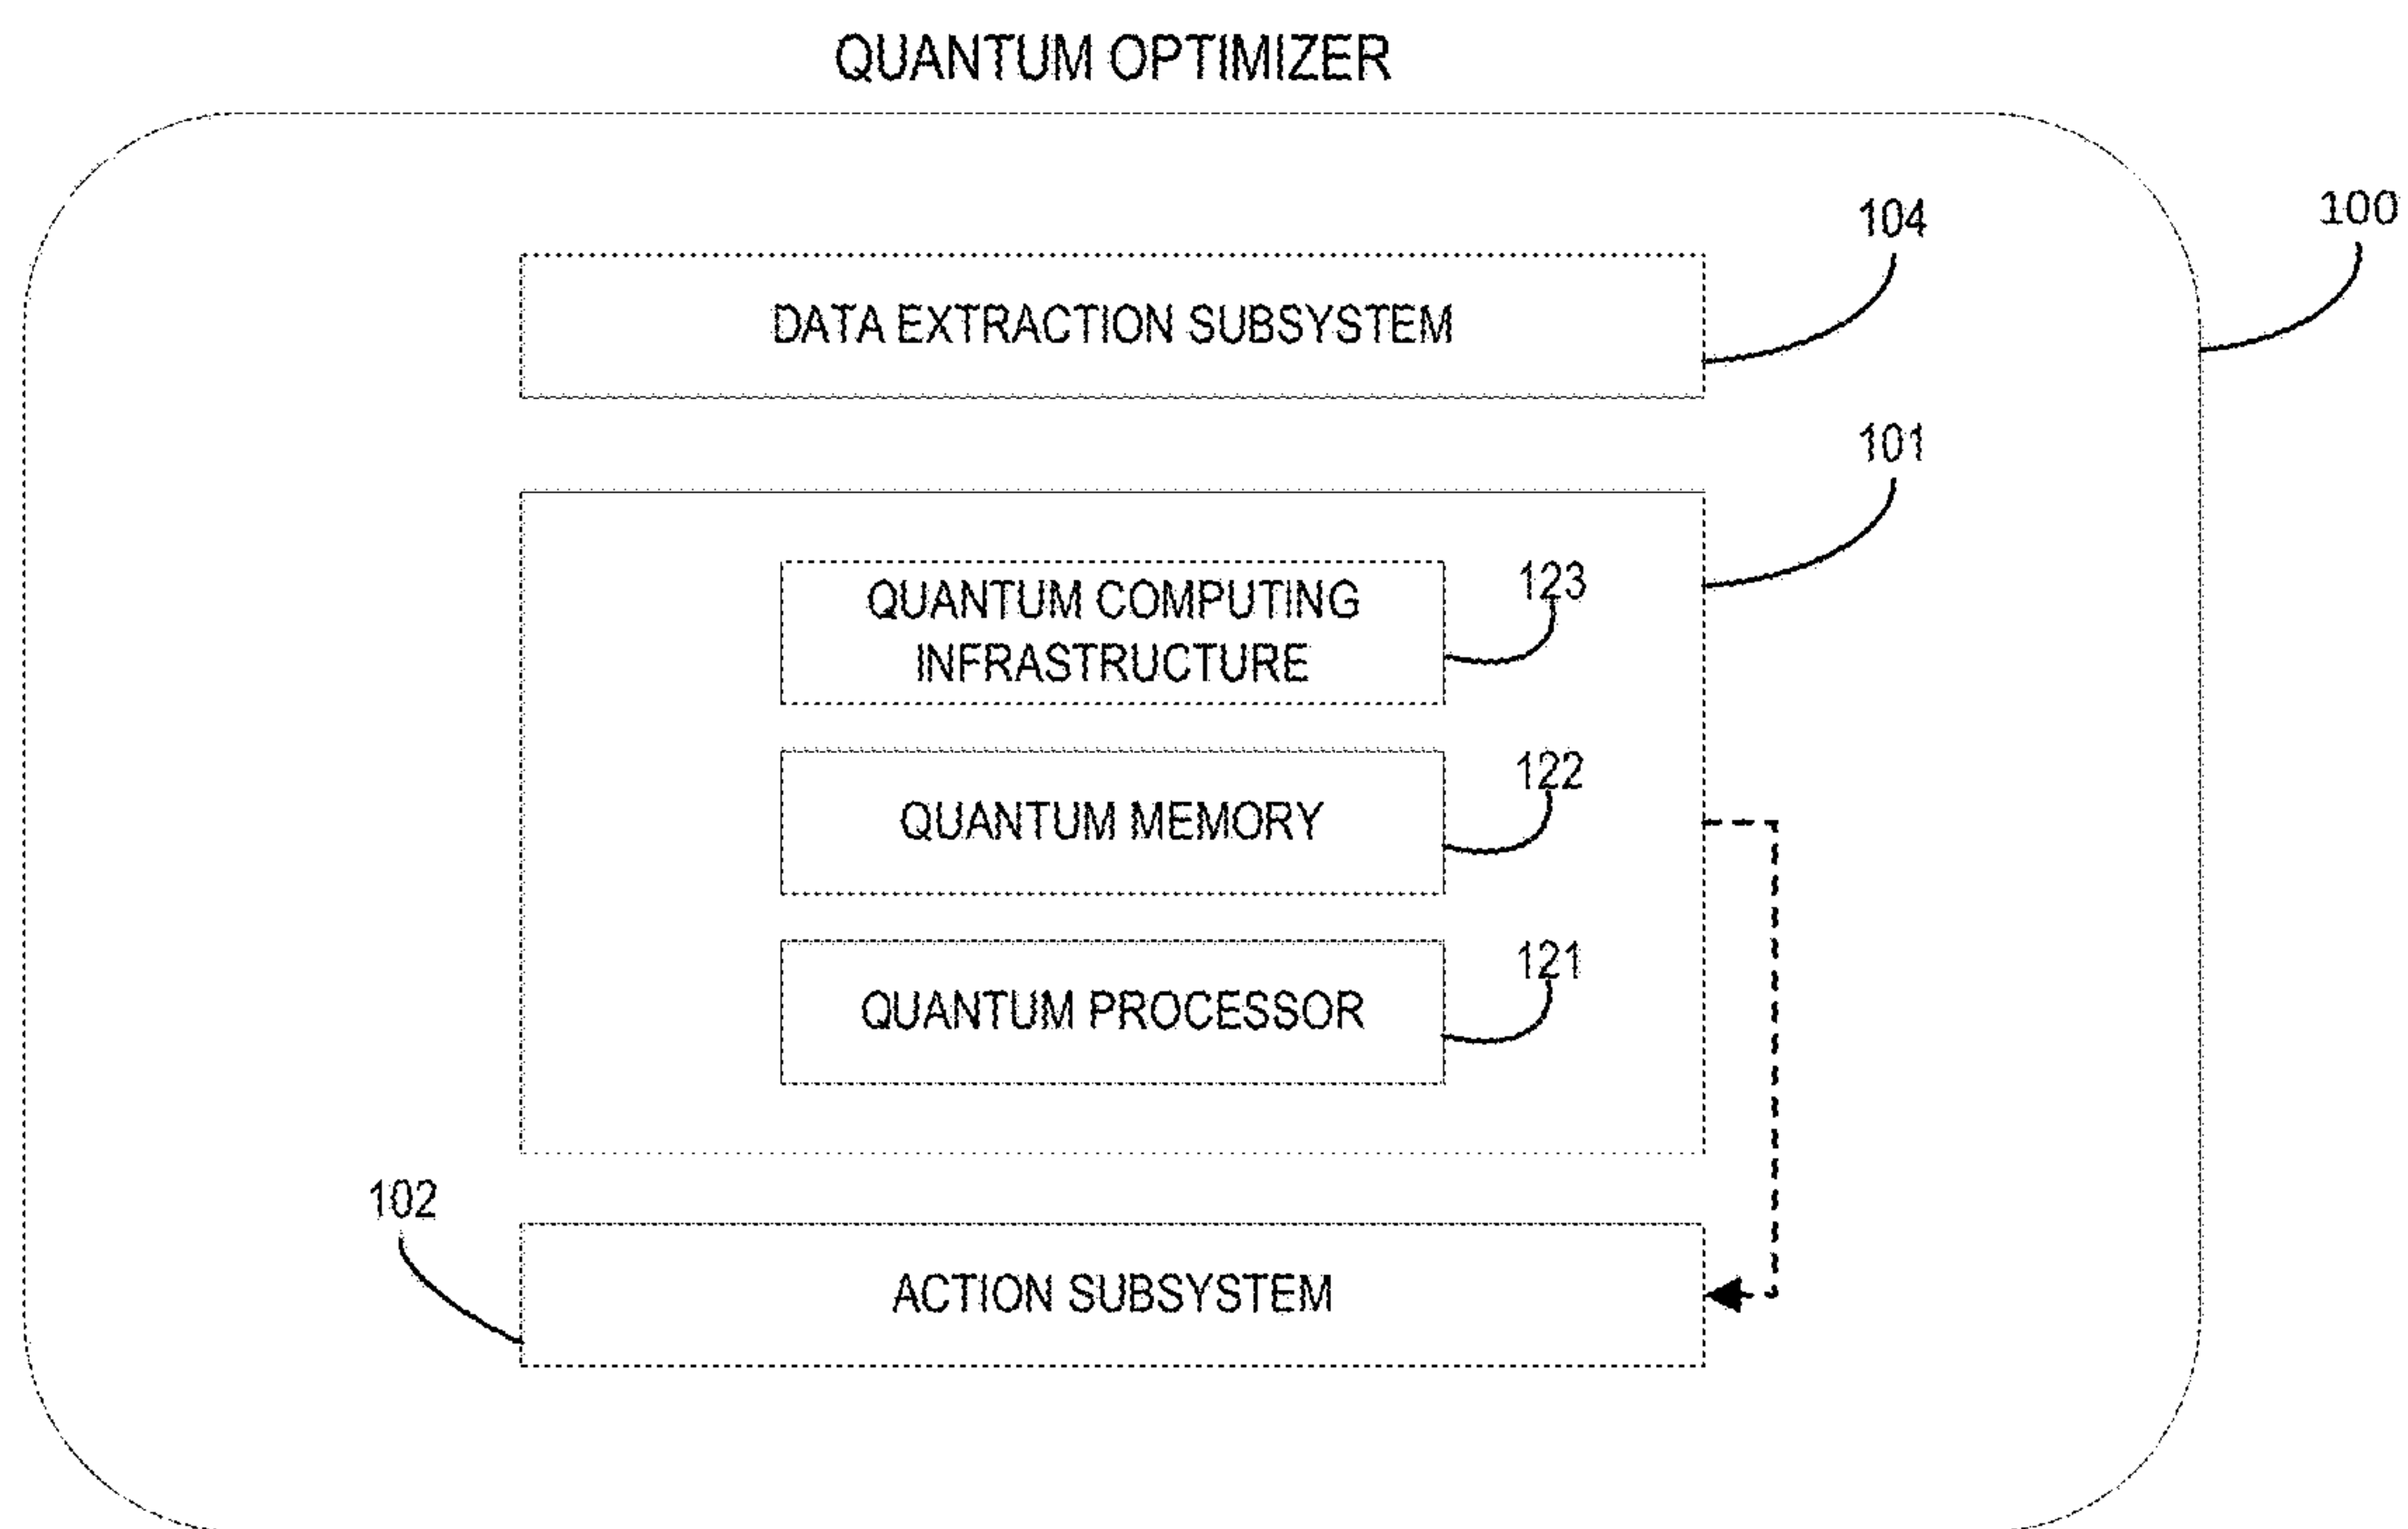 QUANTUM OPTIMIZER
104
100
DATA EXTRACTION SUBSYSTEM
101
QUANTUM COMPUTING
INFRASTRUCTURE
123
QUANTUM MEMORY
122
QUANTUM PROCESSOR
121
102
ACTION SUBSYSTEM